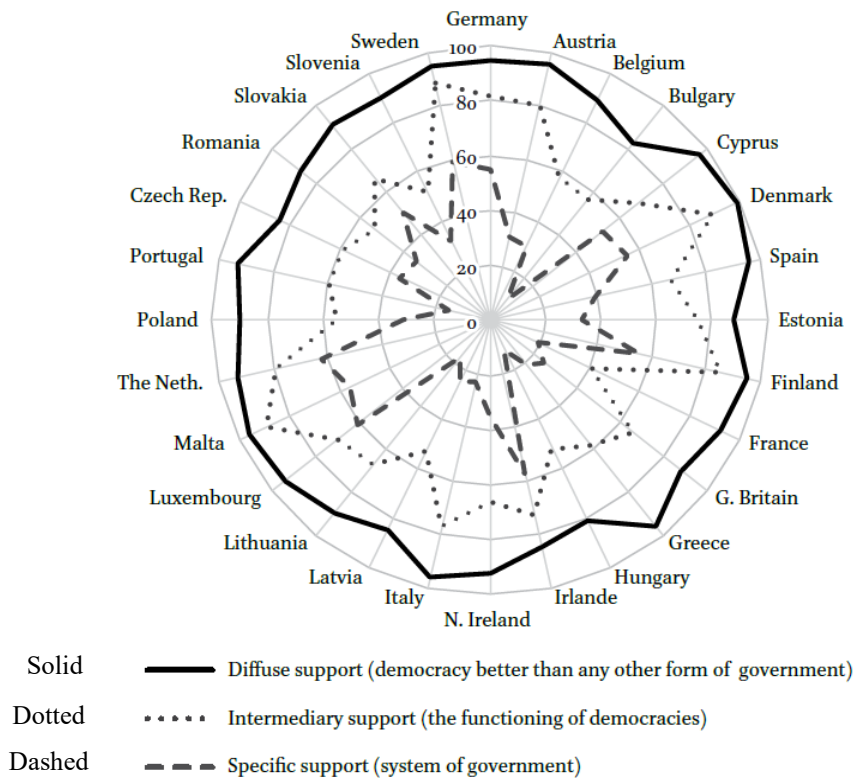 Germany
Austria
Belgium
Bulgary
Cyprus
Denmark
Spain
Estonia
Finland
France
G. Britain
Greece
Hungary
Irlande
N. Ireland
Italy
Latvia
Lithuania
Luxembourg
Malta
The Neth.
Poland
Portugal
Czech Rep.
Romania
Slovakia
Slovenia
Sweden
100
80
60
40
20
0
Solid Diffuse support (democracy better than any other form of government)
Dotted Intermediary support (the functioning of democracies)
Dashed Specific support (system of government)